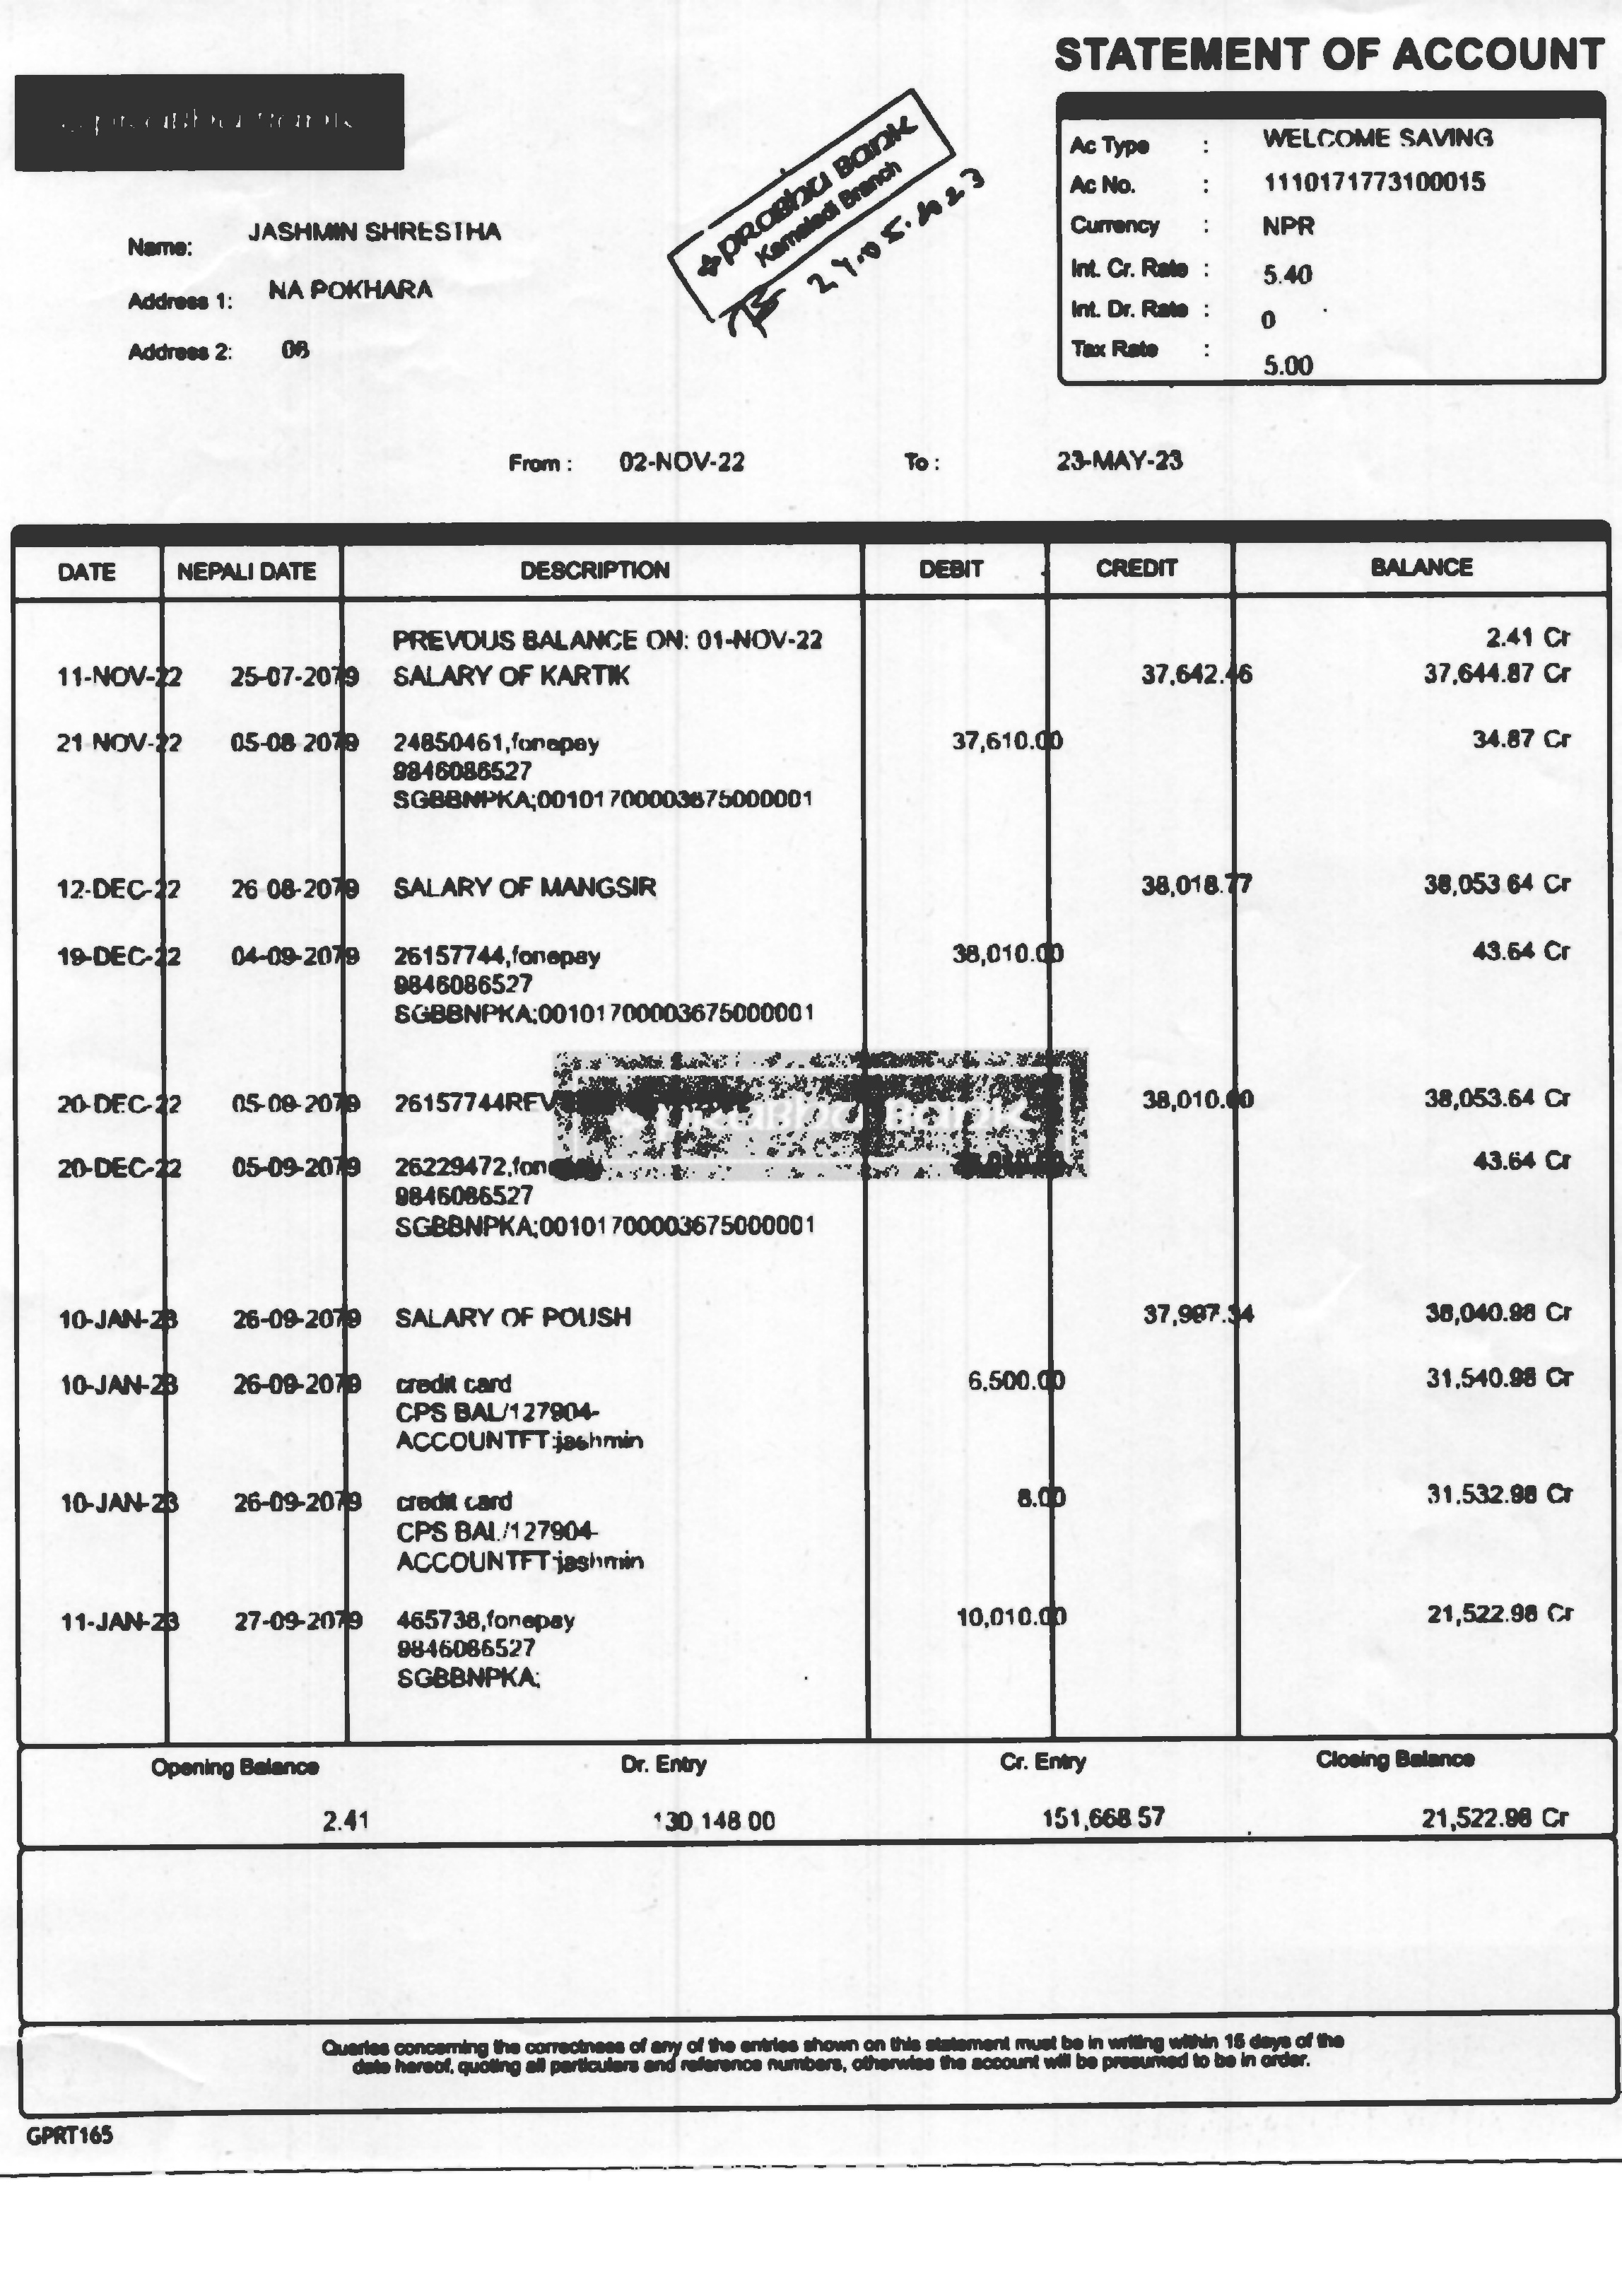 STATEMENT OF ACCOUNT
PRABHU BANK
PRABHU BANK
Kamaladi Branch
24.05.2023
Ac Type : WELCOME SAVING
Ac No. : 1110171773100015
Currency : NPR
Int. Cr. Rate : 5.40
Int. Dr. Rate : 0
Tax Rate : 5.00
Name: JASHMIN SHRESTHA
Address 1: NA POKHARA
Address 2: 08
From : 02-NOV-22 To : 23-MAY-23
DATE NEPALI DATE DESCRIPTION DEBIT CREDIT BALANCE
PREVOUS BALANCE ON: 01-NOV-22 2.41 Cr
11-NOV-22 25-07-2079 SALARY OF KARTIK 37,642.46 37,644.87 Cr
21-NOV-22 05-08-2079 24850461,fonepay 37,610.00 34.87 Cr
9846086527
SGBBNPKA;00101700003675000001
12-DEC-22 26-08-2079 SALARY OF MANGSIR 38,018.77 38,053.64 Cr
19-DEC-22 04-09-2079 26157744,fonepay 38,010.00 43.64 Cr
9846086527
SGBBNPKA;00101700003675000001
20-DEC-22 05-09-2079 26157744REV 38,010.00 38,053.64 Cr
PRABHU BANK
20-DEC-22 05-09-2079 26229472,fonepay 43.64 Cr
9846086527
SGBBNPKA;00101700003675000001
10-JAN-23 26-09-2079 SALARY OF POUSH 37,997.34 38,040.98 Cr
10-JAN-23 26-09-2079 credit card 6,500.00 31,540.98 Cr
CPS BAL/127904-
ACCOUNTFT:jashmin
10-JAN-23 26-09-2079 credit card 8.00 31,532.98 Cr
CPS BAL/127904-
ACCOUNTFT:jashmin
11-JAN-23 27-09-2079 465738,fonepay 10,010.00 21,522.98 Cr
9846086527
SGBBNPKA;
Opening Balance Dr. Entry Cr. Entry Closing Balance
2.41 130,148.00 151,668.57 21,522.98 Cr
Queries concerning the correctness of any of the entries shown on this statement must be in writing within 15 days of the
date hereof, quoting all particulars and reference numbers, otherwise the account will be presumed to be in order.
GPRT165